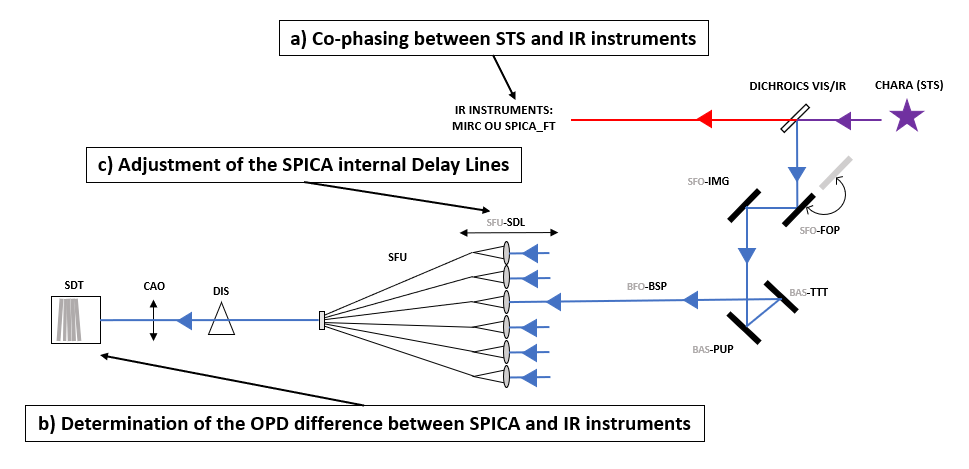 a) Co-phasing between STS and IR instruments
DICHROICS VIS/IR
CHARA (STS)
IR INSTRUMENTS:
MIRC OU SPICA_FT
c) Adjustment of the SPICA internal Delay Lines
SFO-IMG
SFU-SDL
SFO-FOP
SFU
SDT
CAO
DIS
BFO-BSP
BAS-TTT
BAS-PUP
b) Determination of the OPD difference between SPICA and IR instruments